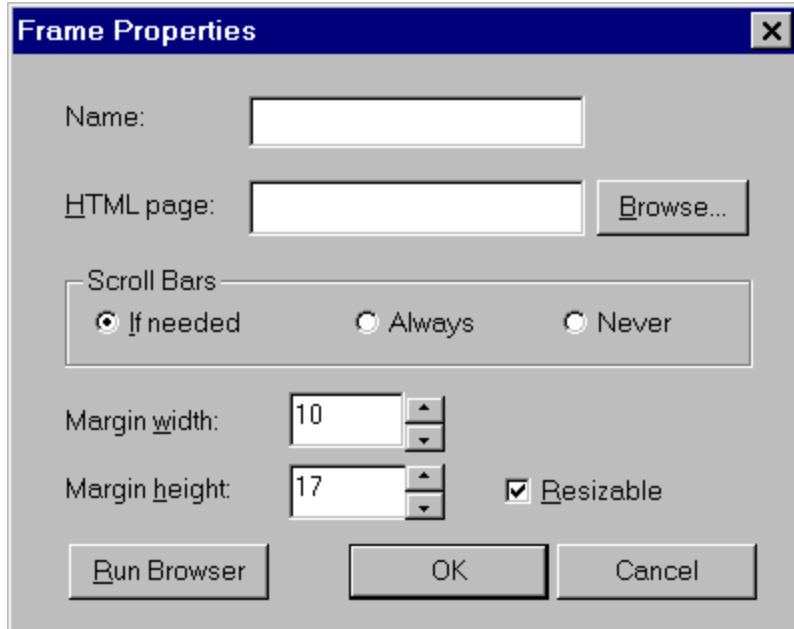 Frame Properties
Name:
HTML page:
Browse...
Scroll Bars
If needed Always Never
Margin width: 10
Margin height: 17 Resizable
Run Browser OK Cancel